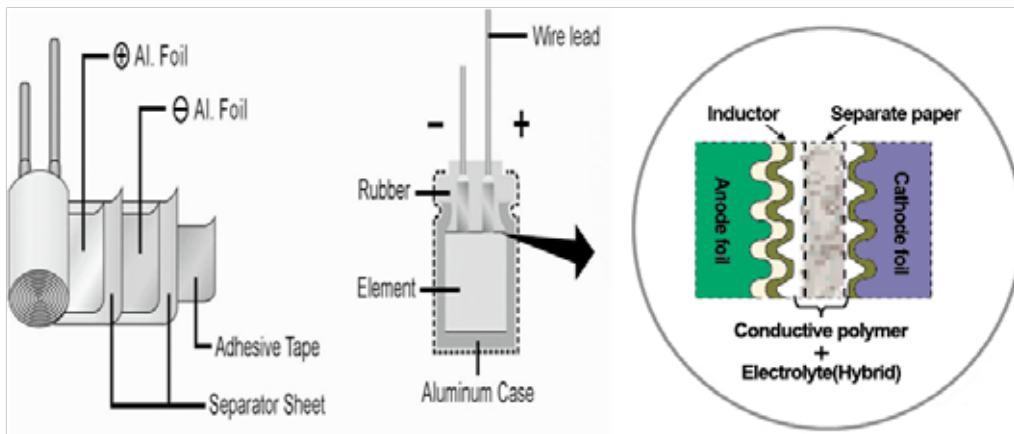 ⊕ Al. Foil
⊖ Al. Foil
Adhesive Tape
Separator Sheet
Wire lead
- +
Rubber
Element
Aluminum Case
Inductor
Separate paper
Anode foil
Cathode foil
Conductive polymer
+
Electrolyte(Hybrid)